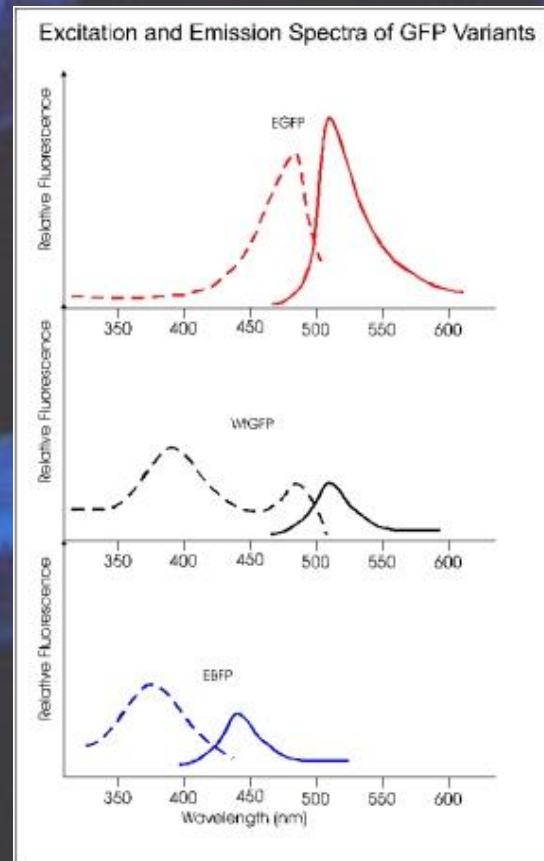 Excitation and Emission Spectra of GFP Variants
Relative Fluorescence
EGFP
350 400 450 500 550 600
Relative Fluorescence
WtGFP
350 400 450 500 550 600
Relative Fluorescence
EBFP
350 400 450 500 550 600
Wavelength (nm)